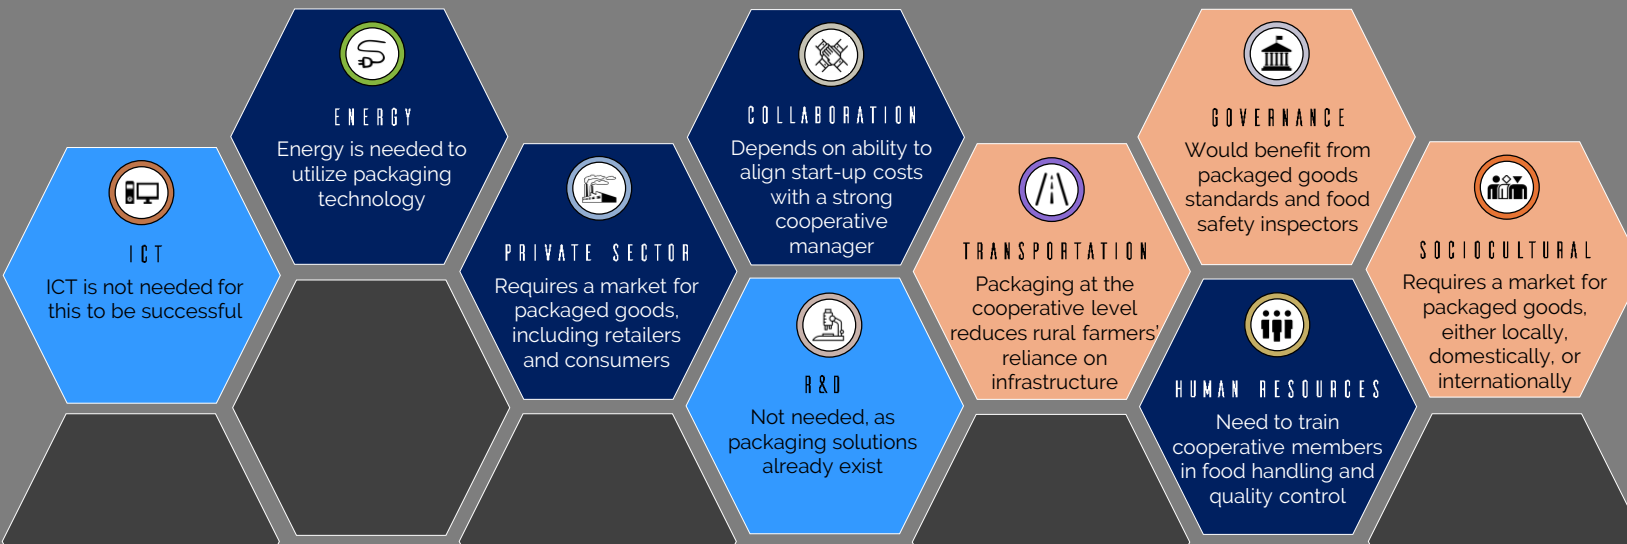 ENERGY
Energy is needed to
utilize packaging
technology
COLLABORATION
Depends on ability to
align start-up costs
with a strong
cooperative
manager
GOVERNANCE
Would benefit from
packaged goods
standards and food
safety inspectors
ICT
ICT is not needed for
this to be successful
PRIVATE SECTOR
Requires a market for
packaged goods,
including retailers
and consumers
TRANSPORTATION
Packaging at the
cooperative level
reduces rural farmers’
reliance on
infrastructure
SOCIOCULTURAL
Requires a market for
packaged goods,
either locally,
domestically, or
internationally
R&D
Not needed, as
packaging solutions
already exist
HUMAN RESOURCES
Need to train
cooperative members
in food handling and
quality control